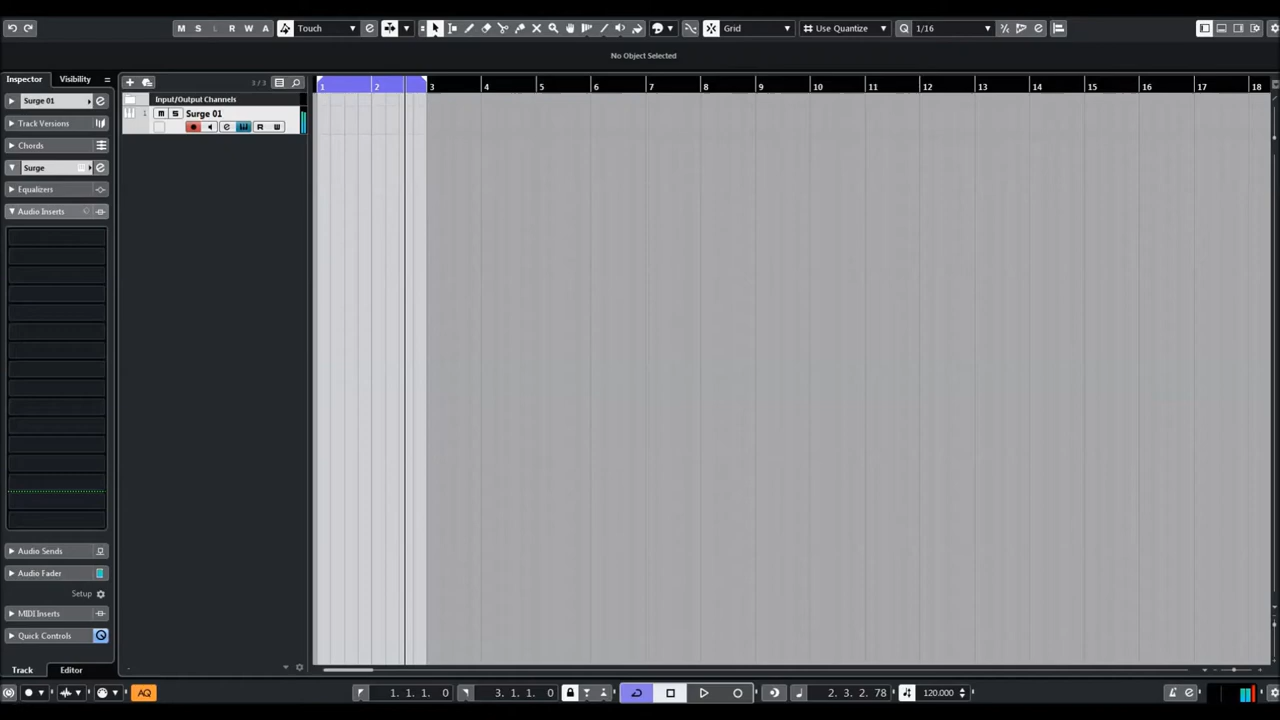 M S L R W A Touch Grid Use Quantize 1/16
No Object Selected
Inspector Visibility
3 / 3
1 2 3 4 5 6 7 8 9 10 11 12 13 14 15 16 17 18
Input/Output Channels
Surge 01
1 m S Surge 01
e R W
Track Versions
Chords
Surge
Equalizers
Audio Inserts
Audio Sends
Audio Fader
Setup
MIDI Inserts
Quick Controls
Track Editor
AQ 1. 1. 1. 0 3. 1. 1. 0 2. 3. 2. 78 120.000